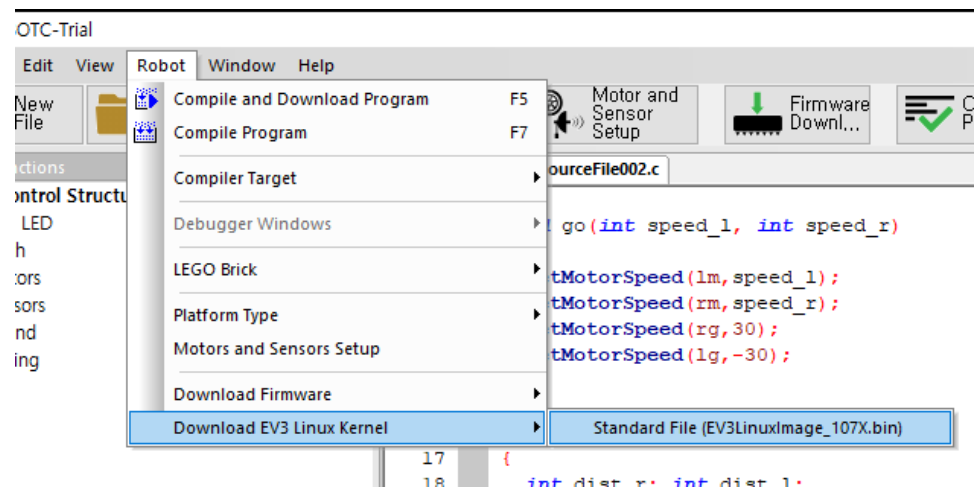 OTC-Trial
Edit View Robot Window Help
New File
Compile and Download Program F5
Compile Program F7
Compiler Target
Debugger Windows
LEGO Brick
Platform Type
Motors and Sensors Setup
Download Firmware
Download EV3 Linux Kernel
Standard File (EV3LinuxImage_107X.bin)
Motor and
Sensor
Setup
Firmware
Downl...
C
P
nctions
ontrol Structu
LED
h
tors
sors
nd
ing
ourceFile002.c
go(int speed_l, int speed_r)
tMotorSpeed(lm,speed_l);
tMotorSpeed(rm,speed_r);
tMotorSpeed(rg,30);
tMotorSpeed(lg,-30);
17 {
18 int dist_r; int dist_l;